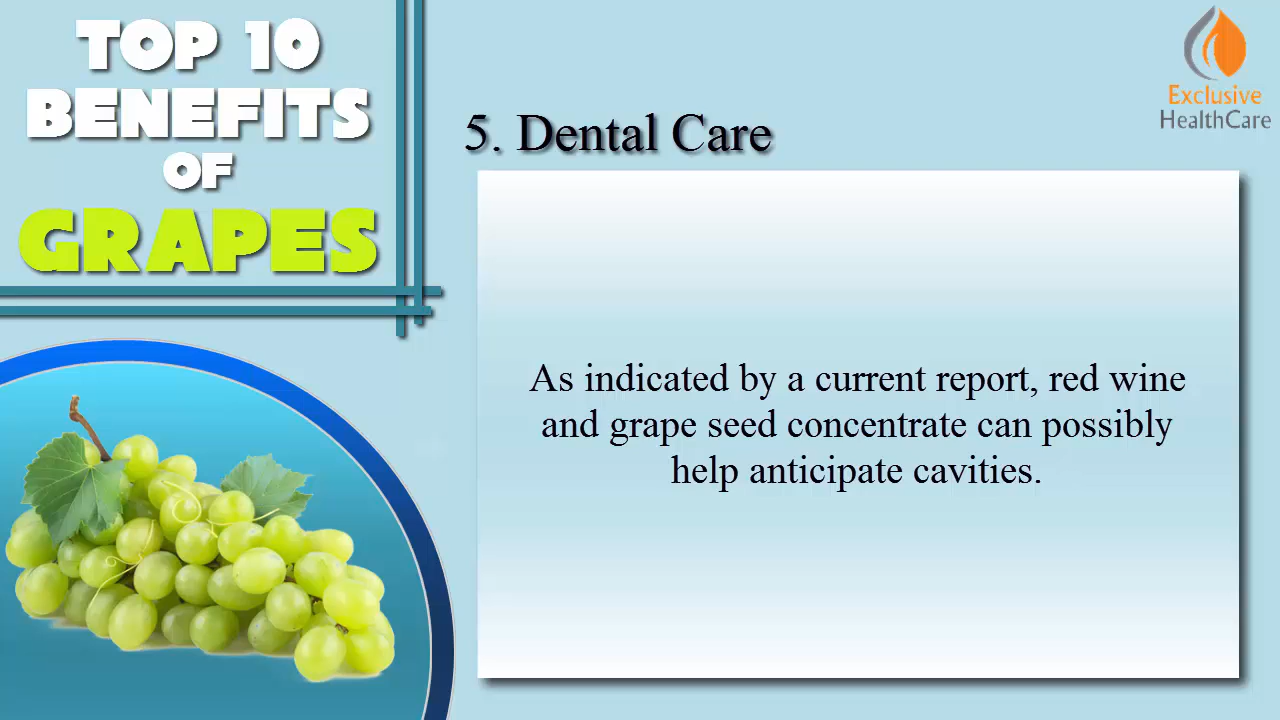 TOP 10
BENEFITS
OF
GRAPES
Exclusive
HealthCare
5. Dental Care
As indicated by a current report, red wine
and grape seed concentrate can possibly
help anticipate cavities.